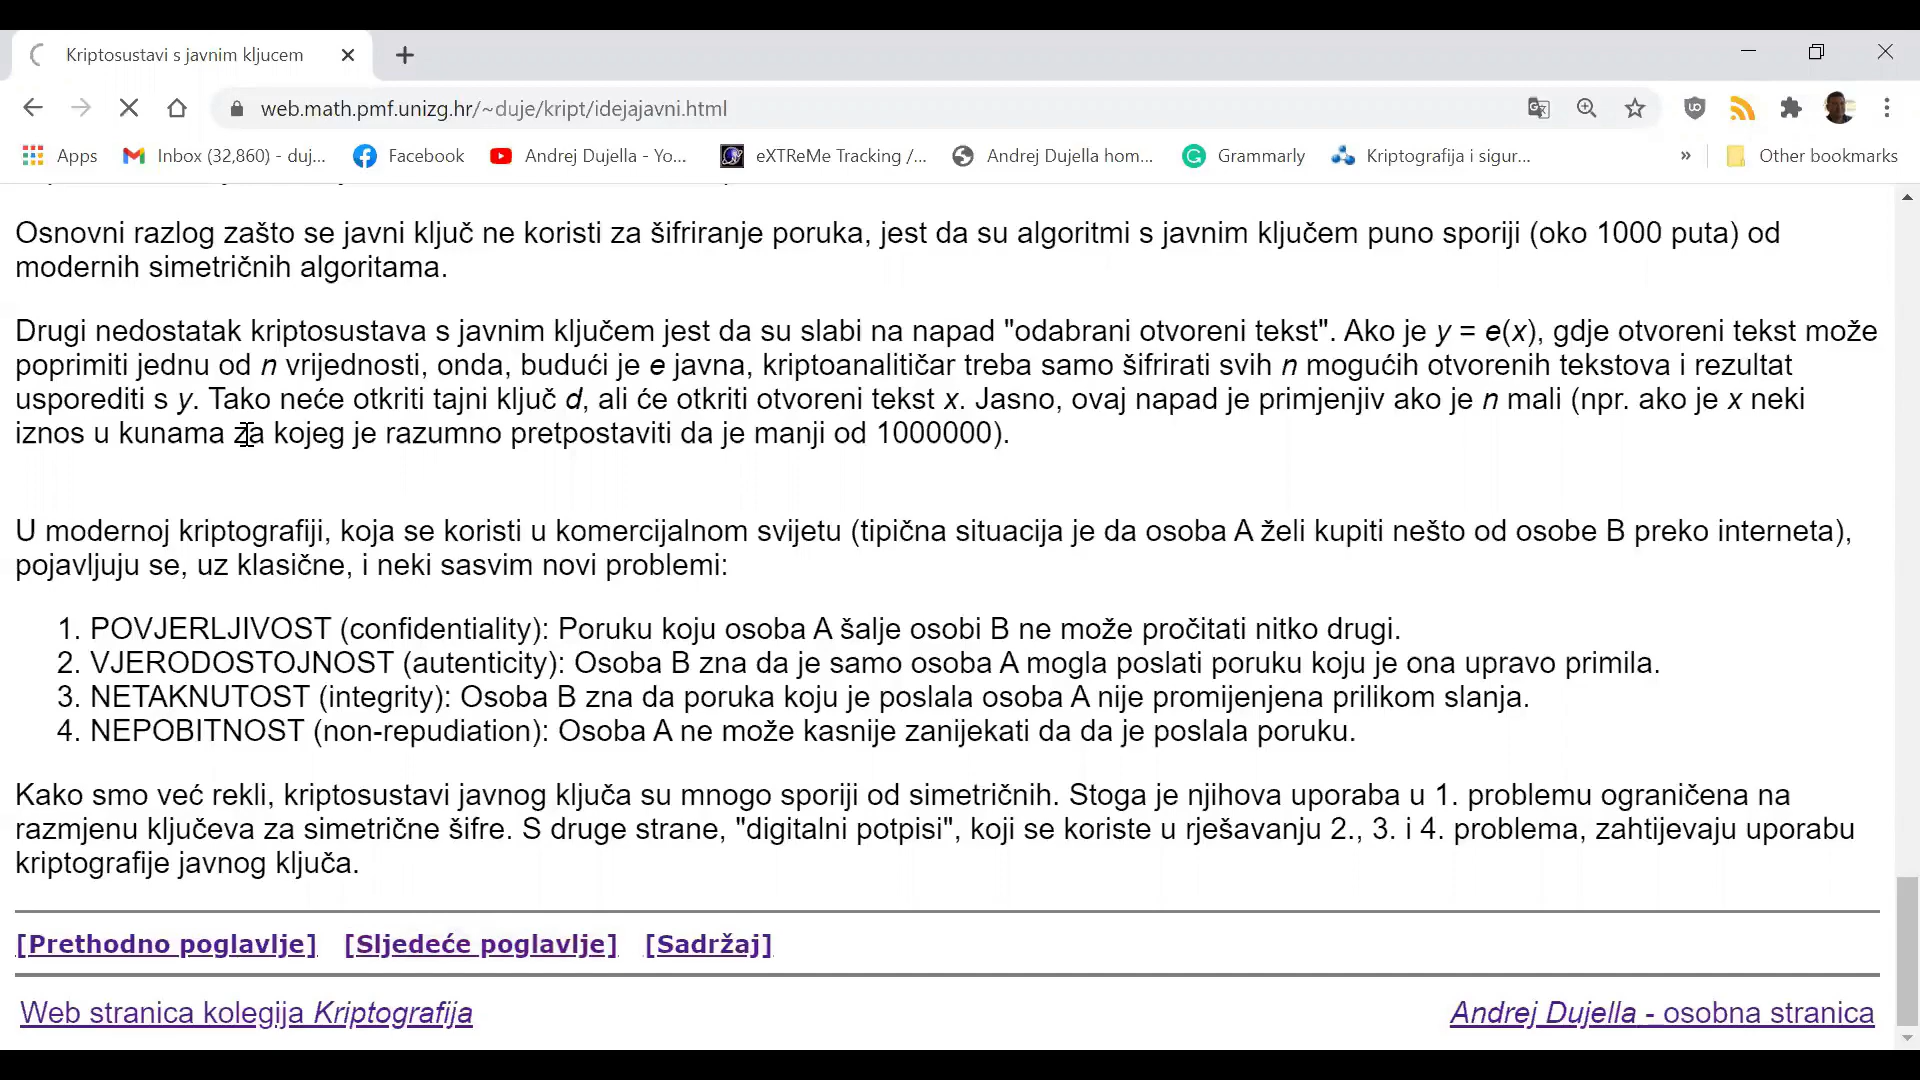 Kriptosustavi s javnim kljucem
web.math.pmf.unizg.hr/~duje/kript/idejajavni.html
Apps Inbox (32,860) - duj... Facebook Andrej Dujella - Yo... eXTReMe Tracking /... Andrej Dujella hom... Grammarly Kriptografija i sigur... » Other bookmarks
Osnovni razlog zašto se javni ključ ne koristi za šifriranje poruka, jest da su algoritmi s javnim ključem puno sporiji (oko 1000 puta) od
modernih simetričnih algoritama.
Drugi nedostatak kriptosustava s javnim ključem jest da su slabi na napad "odabrani otvoreni tekst". Ako je y = e(x), gdje otvoreni tekst može
poprimiti jednu od n vrijednosti, onda, budući je e javna, kriptoanalitičar treba samo šifrirati svih n mogućih otvorenih tekstova i rezultat
usporediti s y. Tako neće otkriti tajni ključ d, ali će otkriti otvoreni tekst x. Jasno, ovaj napad je primjenjiv ako je n mali (npr. ako je x neki
iznos u kunama za kojeg je razumno pretpostaviti da je manji od 1000000).
U modernoj kriptografiji, koja se koristi u komercijalnom svijetu (tipična situacija je da osoba A želi kupiti nešto od osobe B preko interneta),
pojavljuju se, uz klasične, i neki sasvim novi problemi:
1. POVJERLJIVOST (confidentiality): Poruku koju osoba A šalje osobi B ne može pročitati nitko drugi.
2. VJERODOSTOJNOST (autenticity): Osoba B zna da je samo osoba A mogla poslati poruku koju je ona upravo primila.
3. NETAKNUTOST (integrity): Osoba B zna da poruka koju je poslala osoba A nije promijenjena prilikom slanja.
4. NEPOBITNOST (non-repudiation): Osoba A ne može kasnije zanijekati da da je poslala poruku.
Kako smo već rekli, kriptosustavi javnog ključa su mnogo sporiji od simetričnih. Stoga je njihova uporaba u 1. problemu ograničena na
razmjenu ključeva za simetrične šifre. S druge strane, "digitalni potpisi", koji se koriste u rješavanju 2., 3. i 4. problema, zahtijevaju uporabu
kriptografije javnog ključa.
[Prethodno poglavlje] [Sljedeće poglavlje] [Sadržaj]
Web stranica kolegija Kriptografija Andrej Dujella - osobna stranica